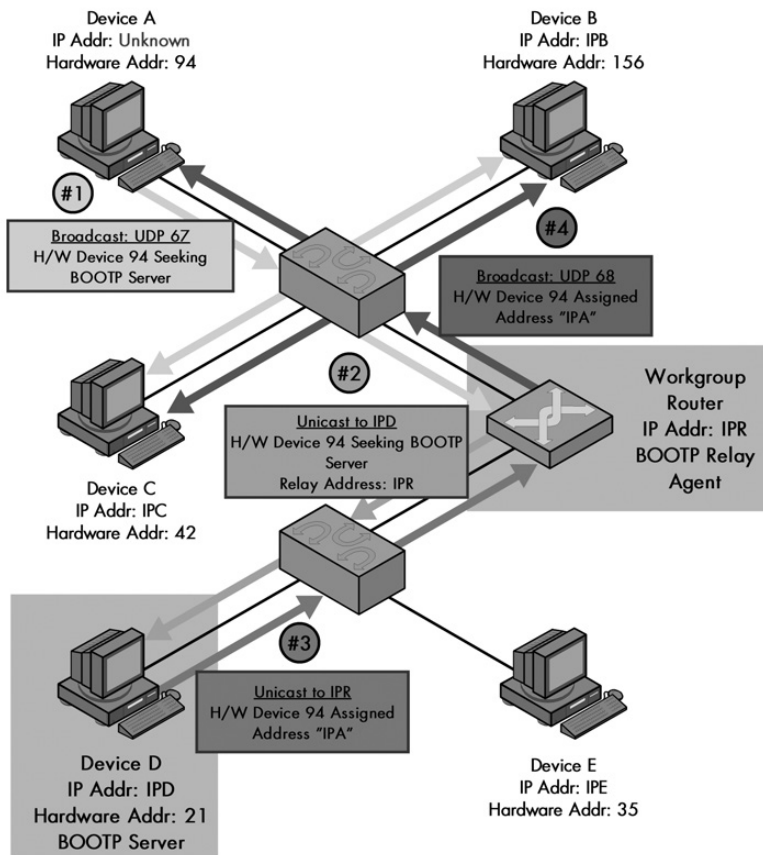 Device A
IP Addr: Unknown
Hardware Addr: 94
Device B
IP Addr: IPB
Hardware Addr: 156
#1
Broadcast: UDP 67
H/W Device 94 Seeking
BOOTP Server
#4
Broadcast: UDP 68
H/W Device 94 Assigned
Address "IPA"
#2
Unicast to IPD
H/W Device 94 Seeking BOOTP
Server
Relay Address: IPR
Workgroup
Router
IP Addr: IPR
BOOTP Relay
Agent
Device C
IP Addr: IPC
Hardware Addr: 42
#3
Unicast to IPR
H/W Device 94 Assigned
Address "IPA"
Device D
IP Addr: IPD
Hardware Addr: 21
BOOTP Server
Device E
IP Addr: IPE
Hardware Addr: 35